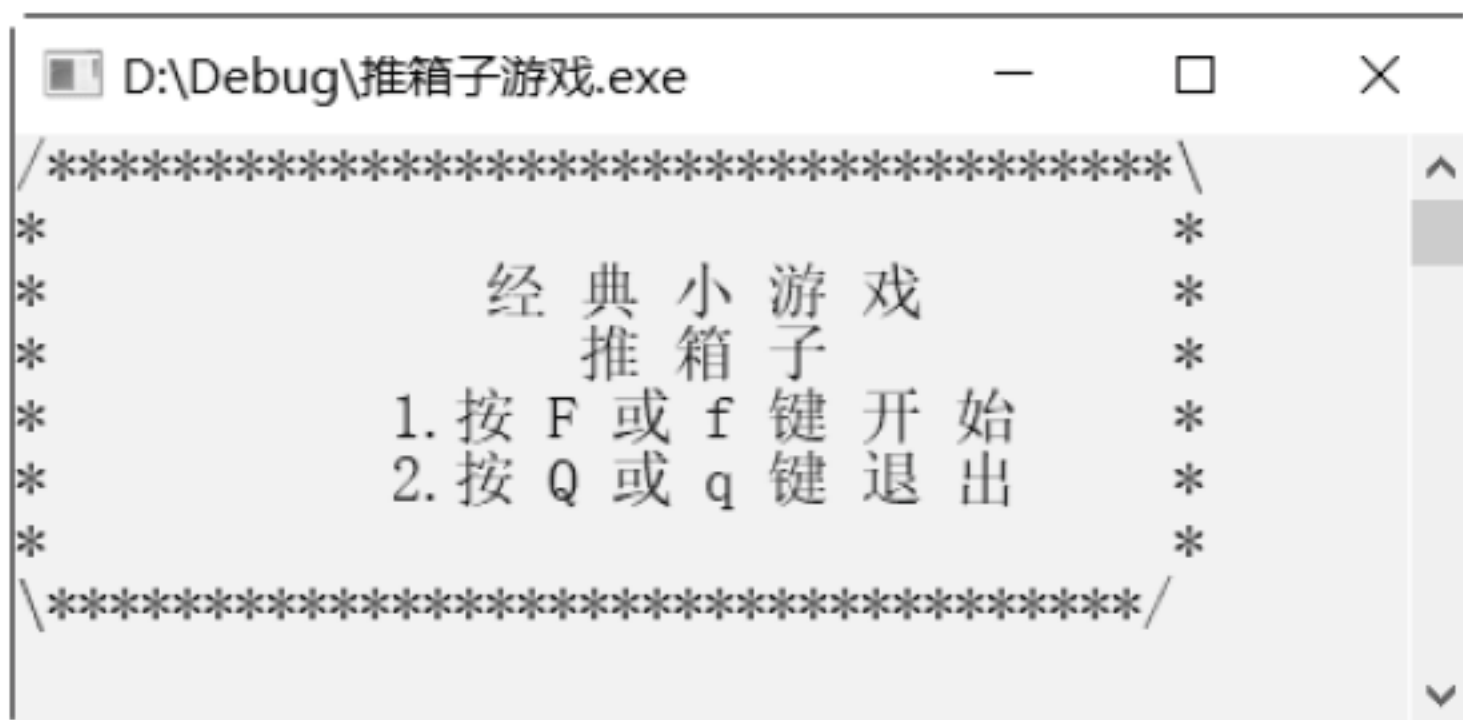 D:\Debug\推箱子游戏.exe
/************************************\
*                                    *
*              经 典 小 游 戏        *
*                 推 箱 子           *
*           1.按 F 或 f 键 开 始     *
*           2.按 Q 或 q 键 退 出     *
*                                    *
\***********************************/